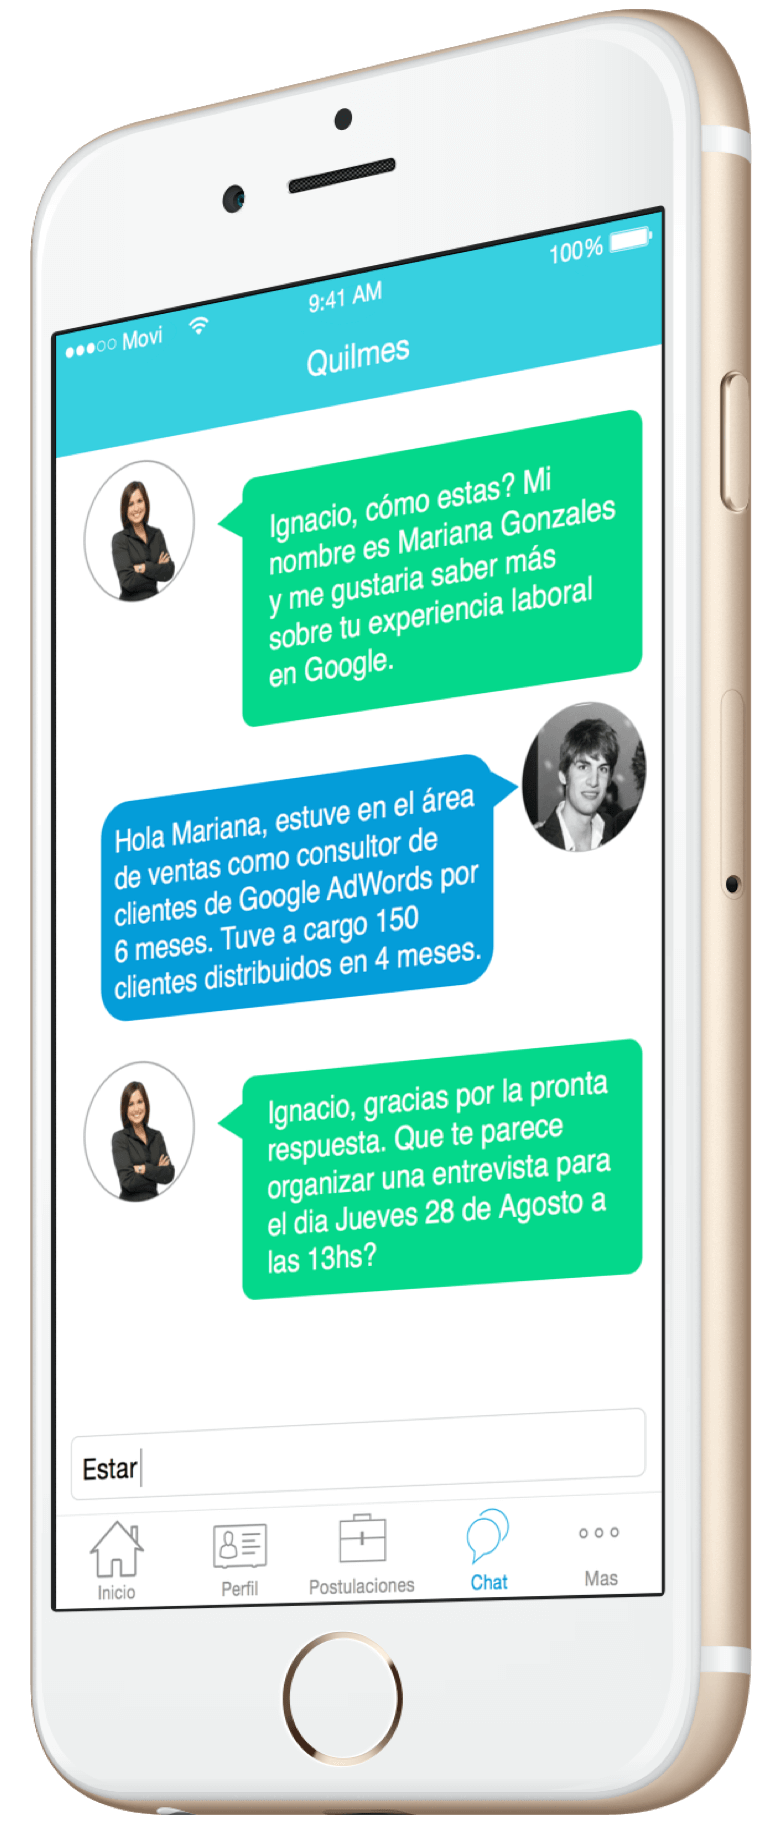 100%
9:41 AM
Movi
Quilmes
Ignacio, cómo estas? Mi
nombre es Mariana Gonzales
y me gustaria saber más
sobre tu experiencia laboral
en Google.
Hola Mariana, estuve en el área
de ventas como consultor de
clientes de Google AdWords por
6 meses. Tuve a cargo 150
clientes distribuidos en 4 meses.
Ignacio, gracias por la pronta
respuesta. Que te parece
organizar una entrevista para
el dia Jueves 28 de Agosto a
las 13hs?
Estar
Inicio
Perfil
Postulaciones
Chat
Mas